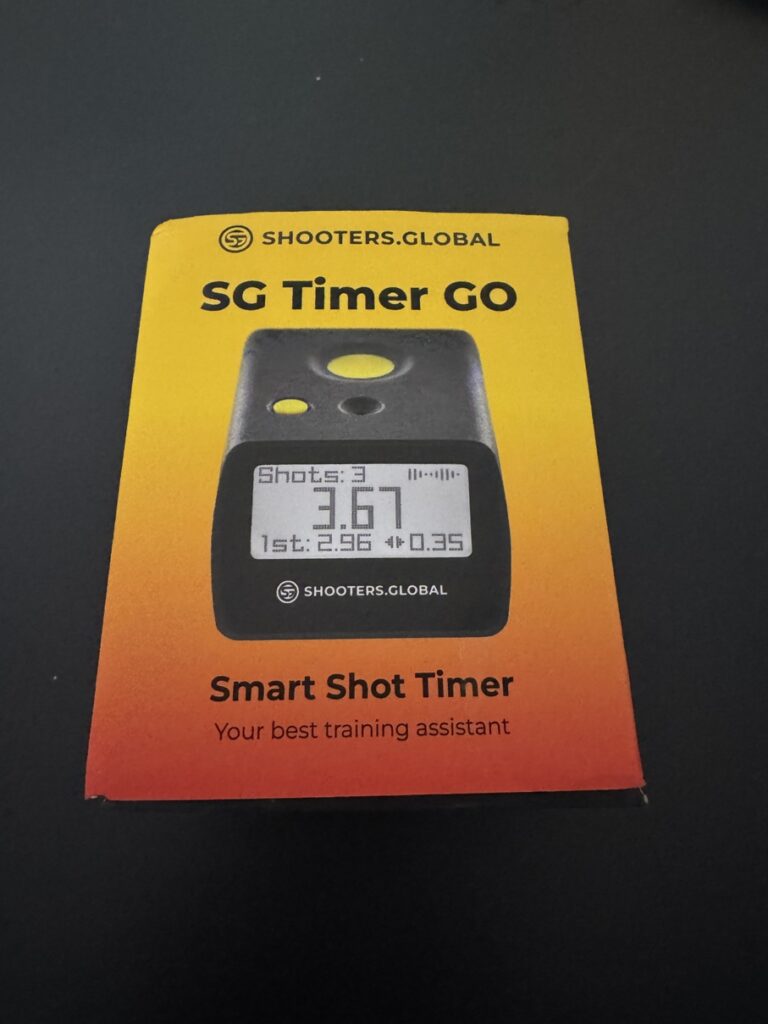 SHOOTERS.GLOBAL
SG Timer GO
Shots: 3
3.67
1st: 2.96 0.35
SHOOTERS.GLOBAL
Smart Shot Timer
Your best training assistant